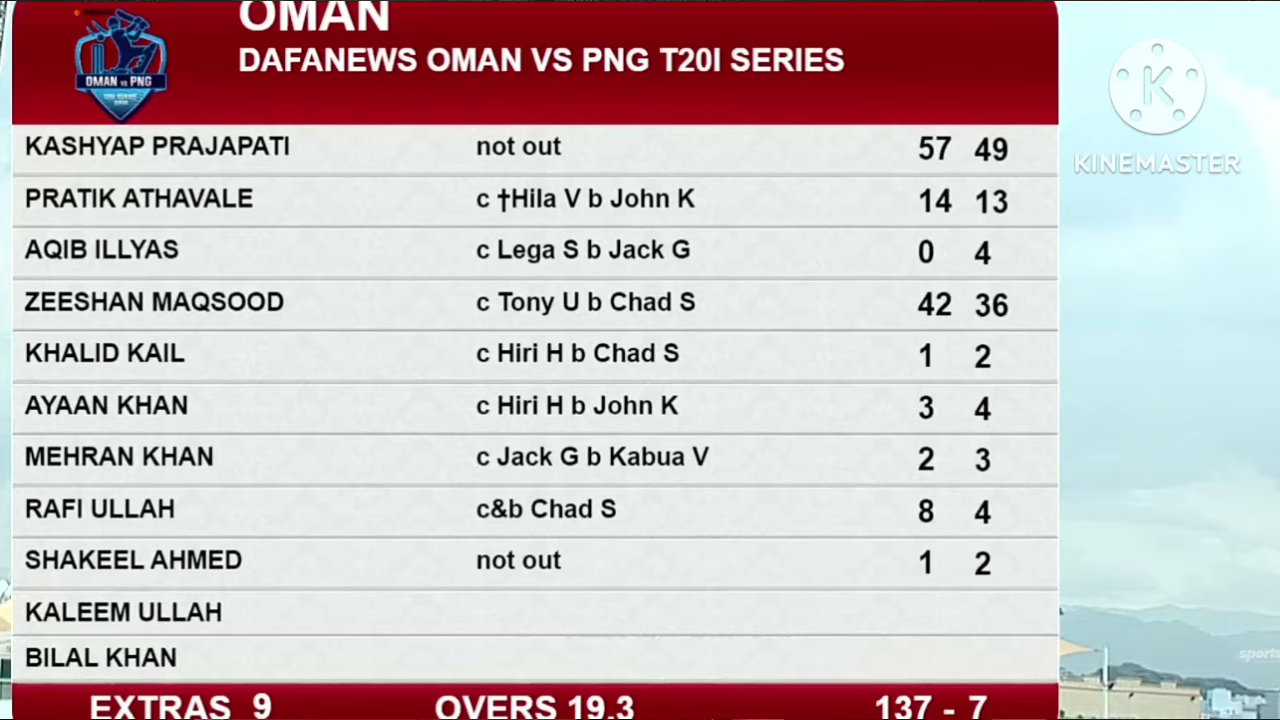 OMAN
DAFANEWS OMAN VS PNG T20I SERIES
OMAN vs PNG
KINEMASTER
KASHYAP PRAJAPATI not out 57 49
PRATIK ATHAVALE c †Hila V b John K 14 13
AQIB ILLYAS c Lega S b Jack G 0 4
ZEESHAN MAQSOOD c Tony U b Chad S 42 36
KHALID KAIL c Hiri H b Chad S 1 2
AYAAN KHAN c Hiri H b John K 3 4
MEHRAN KHAN c Jack G b Kabua V 2 3
RAFI ULLAH c&b Chad S 8 4
SHAKEEL AHMED not out 1 2
KALEEM ULLAH
BILAL KHAN
sports
EXTRAS 9 OVERS 19.3 137 - 7